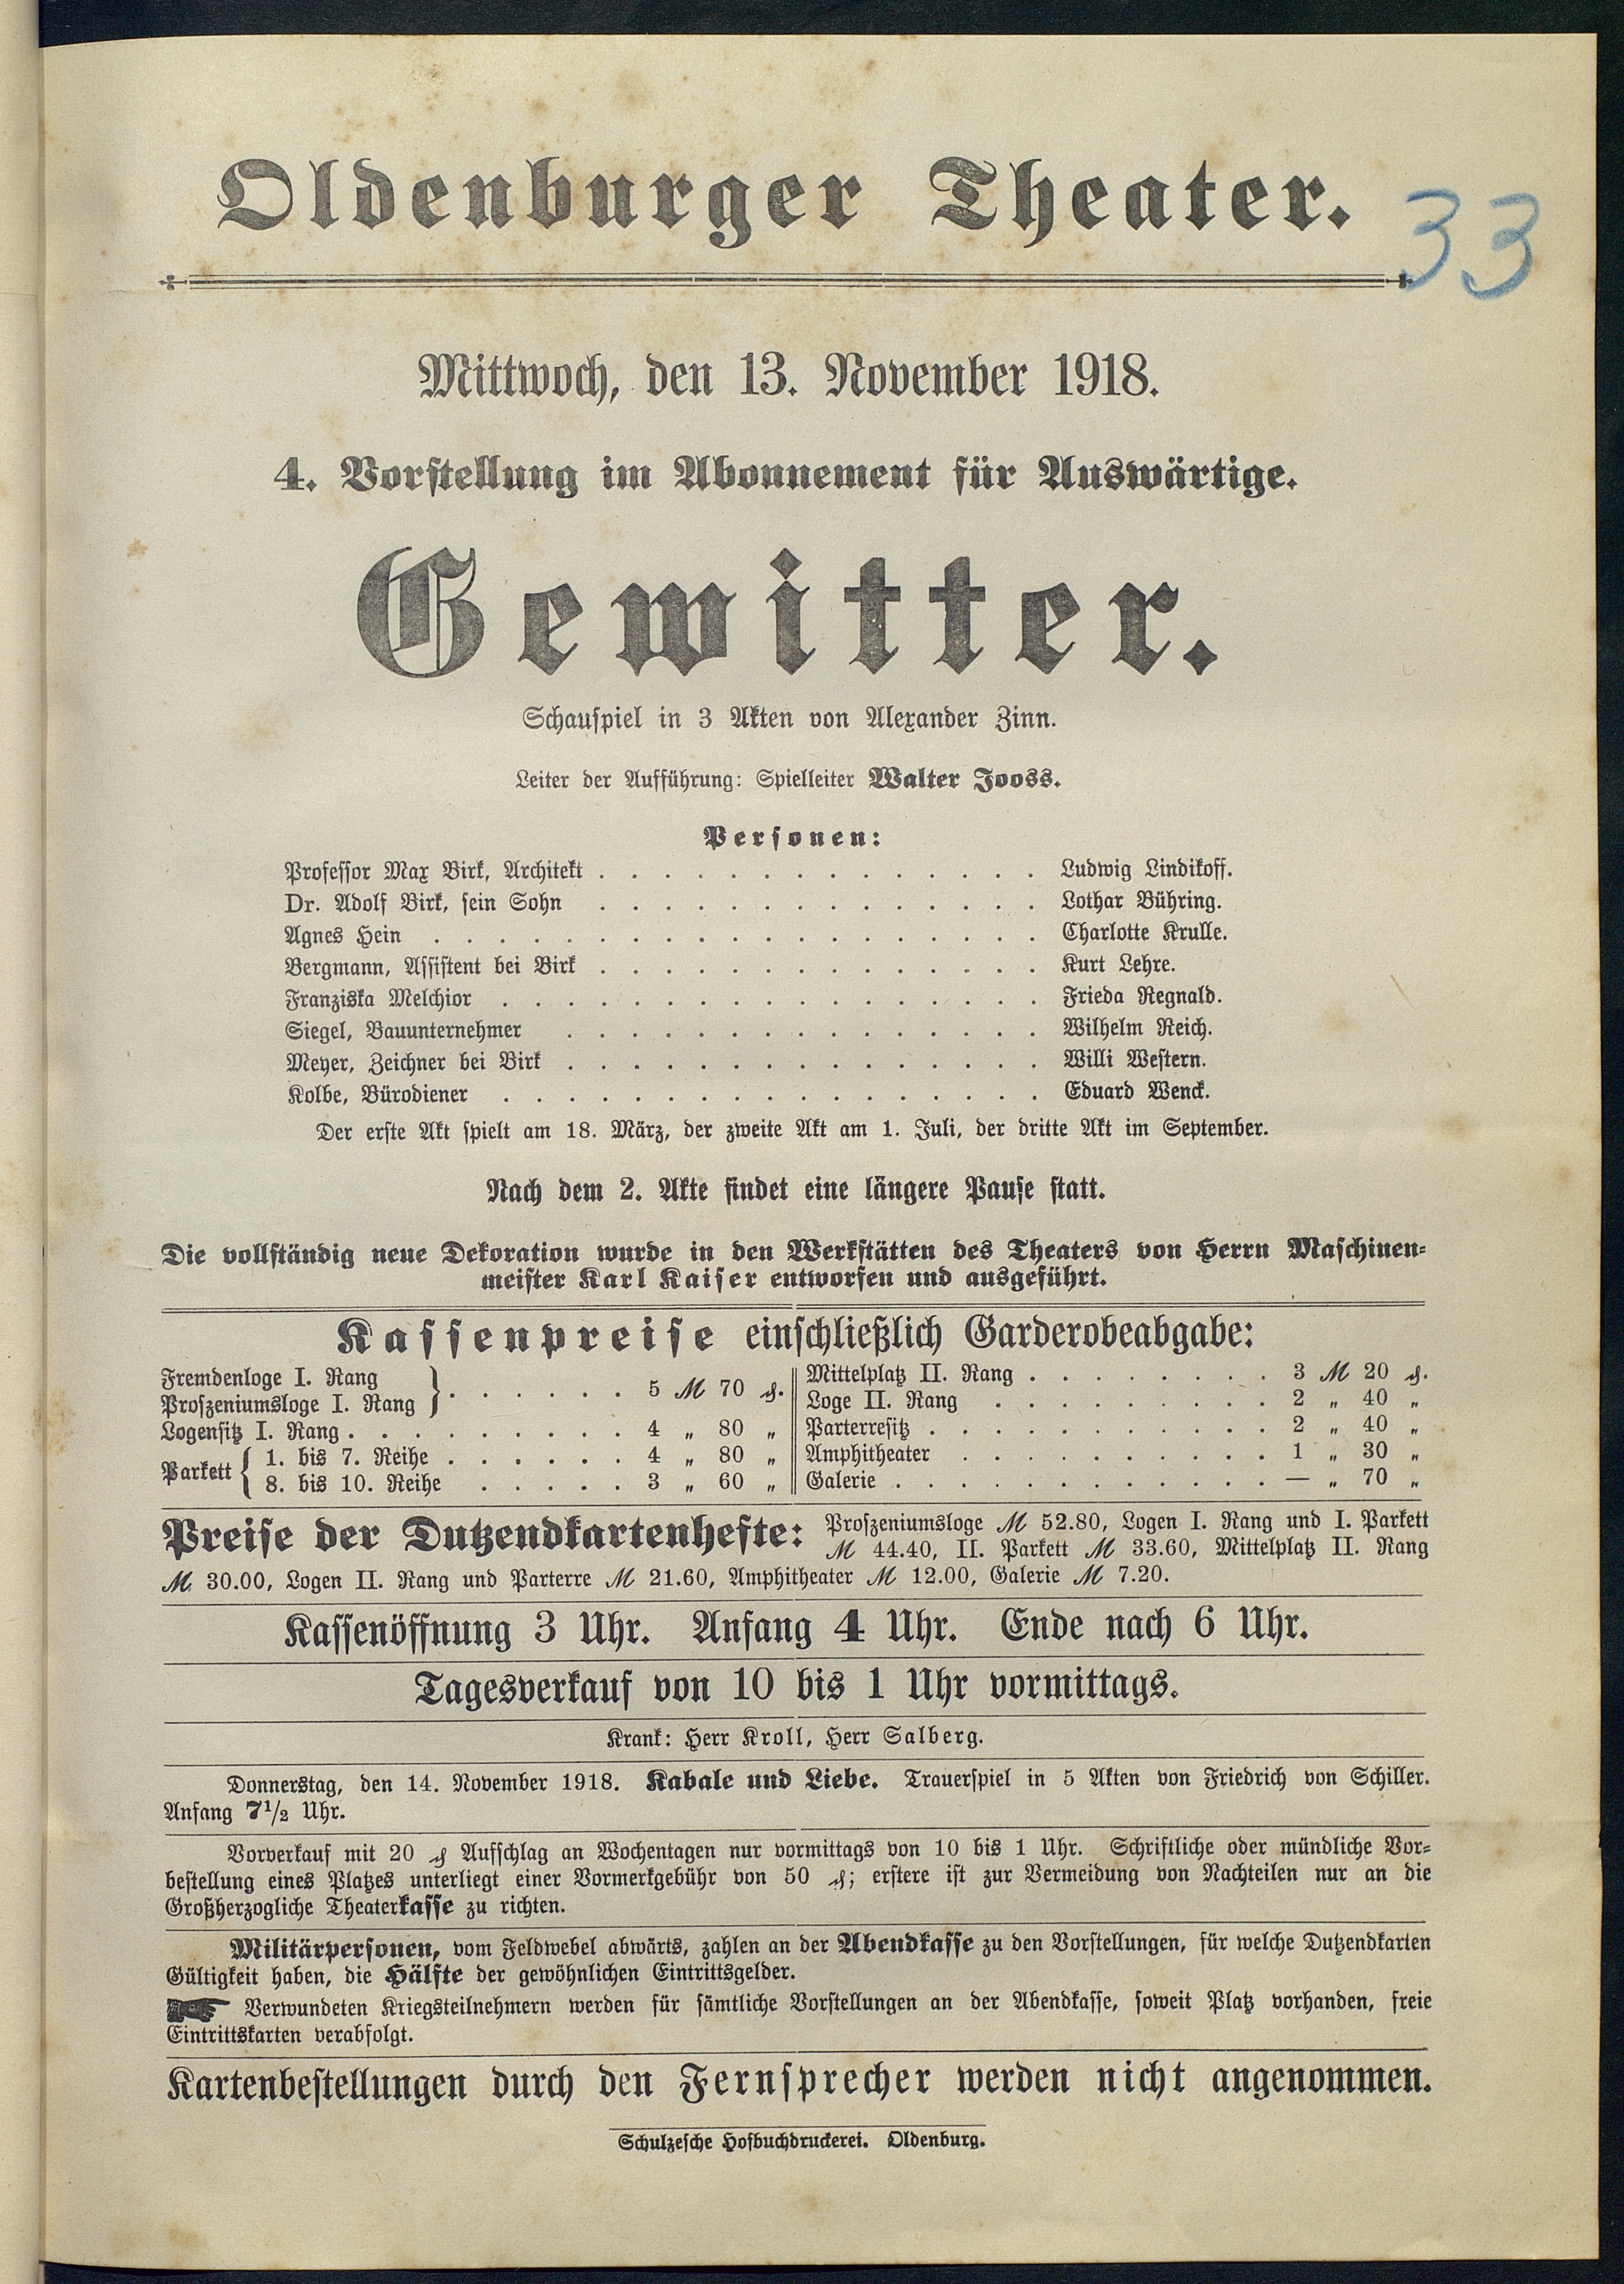 Oldenburger Theater.
33
Mittwoch, den 13. November 1918.
4. Vorstellung im Abonnement für Auswärtige.
Gewitter.
Schauspiel in 3 Akten von Alexander Zinn.
Leiter der Aufführung: Spielleiter Walter Jooss.
Personen:
Professor Max Birk, Architekt . . . . . . . . . . . . . . Ludwig Lindikoff.
Dr. Adolf Birk, sein Sohn . . . . . . . . . . . . . . Lothar Bühring.
Agnes Hein . . . . . . . . . . . . . . . . . . . Charlotte Krulle.
Bergmann, Assistent bei Birk . . . . . . . . . . . . . . Kurt Lehre.
Franziska Melchior . . . . . . . . . . . . . . . . . Frieda Regnald.
Siegel, Bauunternehmer . . . . . . . . . . . . . . . Wilhelm Reich.
Meyer, Zeichner bei Birk . . . . . . . . . . . . . . . Willi Western.
Kolbe, Bürodiener . . . . . . . . . . . . . . . . . Eduard Wenck.
Der erste Akt spielt am 18. März, der zweite Akt am 1. Juli, der dritte Akt im September.
Nach dem 2. Akte findet eine längere Pause statt.
Die vollständig neue Dekoration wurde in den Werkstätten des Theaters von Herrn Maschinen-
meister Karl Kaiser entworfen und ausgeführt.
Kassenpreise einschließlich Garderobeabgabe:
Fremdenloge I. Rang
Proszeniumsloge I. Rang } . . . . . . 5 ℳ 70 ₰.
Logensitz I. Rang . . . . . . . . . 4 „ 80 „
Parkett { 1. bis 7. Reihe . . . . . . 4 „ 80 „
8. bis 10. Reihe . . . . . 3 „ 60 „
Mittelplatz II. Rang . . . . . . . . 3 ℳ 20 ₰.
Loge II. Rang . . . . . . . . . 2 „ 40 „
Parterresitz . . . . . . . . . . . 2 „ 40 „
Amphitheater . . . . . . . . . . 1 „ 30 „
Galerie . . . . . . . . . . . . — „ 70 „
Preise der Dutzendkartenhefte: Proszeniumsloge ℳ 52.80, Logen I. Rang und I. Parkett
ℳ 44.40, II. Parkett ℳ 33.60, Mittelplatz II. Rang
ℳ 30.00, Logen II. Rang und Parterre ℳ 21.60, Amphitheater ℳ 12.00, Galerie ℳ 7.20.
Kassenöffnung 3 Uhr. Anfang 4 Uhr. Ende nach 6 Uhr.
Tagesverkauf von 10 bis 1 Uhr vormittags.
Krank: Herr Kroll, Herr Salberg.
Donnerstag, den 14. November 1918. Kabale und Liebe. Trauerspiel in 5 Akten von Friedrich von Schiller.
Anfang 7½ Uhr.
Vorverkauf mit 20 ₰ Aufschlag an Wochentagen nur vormittags von 10 bis 1 Uhr. Schriftliche oder mündliche Vor-
bestellung eines Platzes unterliegt einer Vormerkgebühr von 50 ₰; erstere ist zur Vermeidung von Nachteilen nur an die
Großherzogliche Theaterkasse zu richten.
Militärpersonen, vom Feldwebel abwärts, zahlen an der Abendkasse zu den Vorstellungen, für welche Dutzendkarten
Gültigkeit haben, die Hälfte der gewöhnlichen Eintrittsgelder.
☛ Verwundeten Kriegsteilnehmern werden für sämtliche Vorstellungen an der Abendkasse, soweit Platz vorhanden, freie
Eintrittskarten verabfolgt.
Kartenbestellungen durch den Fernsprecher werden nicht angenommen.
Schulzesche Hofbuchdruckerei. Oldenburg.